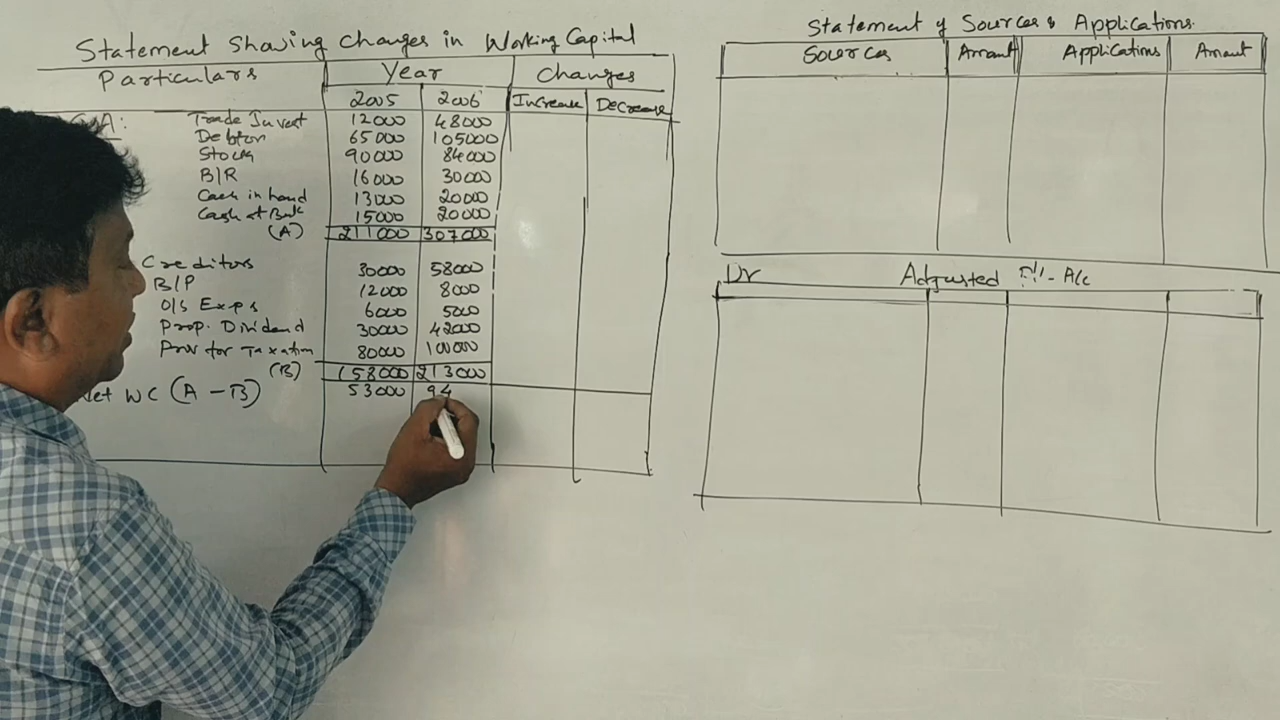 Statement Showing Changes in Working Capital
Particulars Year Changes
2005 2006 Increase Decrease
A: Trade Invest 12000 48000
Debtors 65000 105000
Stock 90000 84000
B/R 16000 30000
Cash in hand 13000 20000
Cash at Bank 15000 20000
(A) 211000 307000
Creditors 30000 58000
B/P 12000 8000
O/S Exps 6000 5000
Prop. Dividend 30000 42000
Prov for Taxation 80000 100000
(B) 158000 213000
Net WC (A - B) 53000 94
Statement of Sources & Applications.
Sources Amount Applications Amount
Dr Adjusted P/L A/c